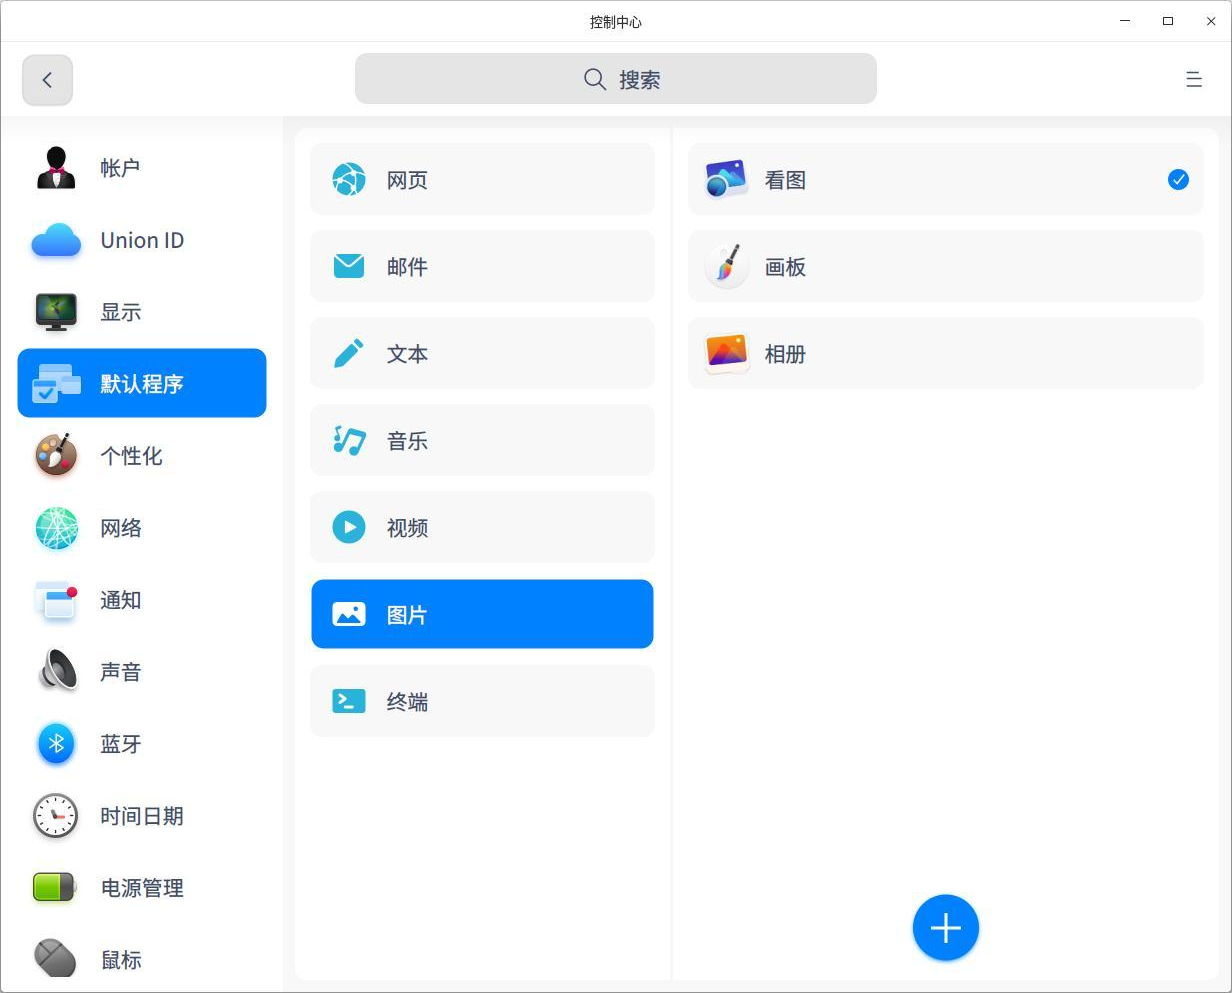 控制中心
搜索
帐户
Union ID
显示
默认程序
个性化
网络
通知
声音
蓝牙
时间日期
电源管理
鼠标
网页
邮件
文本
音乐
视频
图片
终端
看图
画板
相册